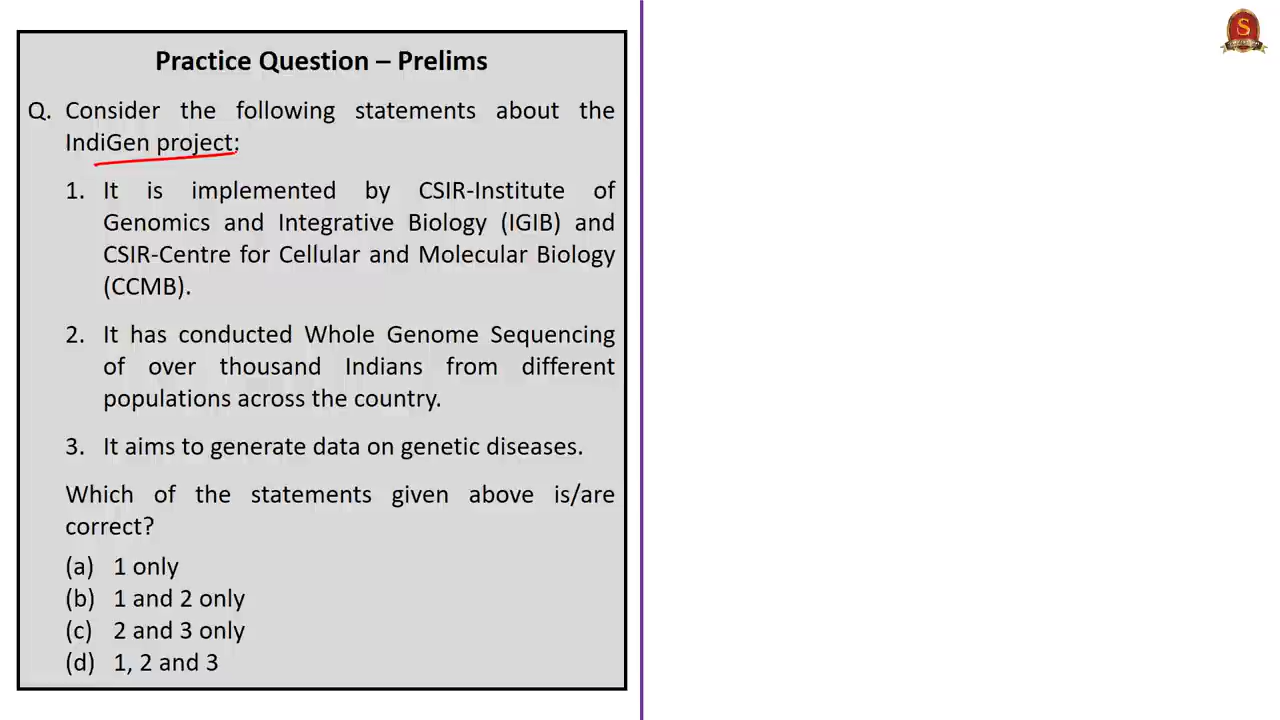 Practice Question – Prelims
Q. Consider the following statements about the
IndiGen project:
1. It is implemented by CSIR-Institute of
Genomics and Integrative Biology (IGIB) and
CSIR-Centre for Cellular and Molecular Biology
(CCMB).
2. It has conducted Whole Genome Sequencing
of over thousand Indians from different
populations across the country.
3. It aims to generate data on genetic diseases.
Which of the statements given above is/are
correct?
(a) 1 only
(b) 1 and 2 only
(c) 2 and 3 only
(d) 1, 2 and 3
S